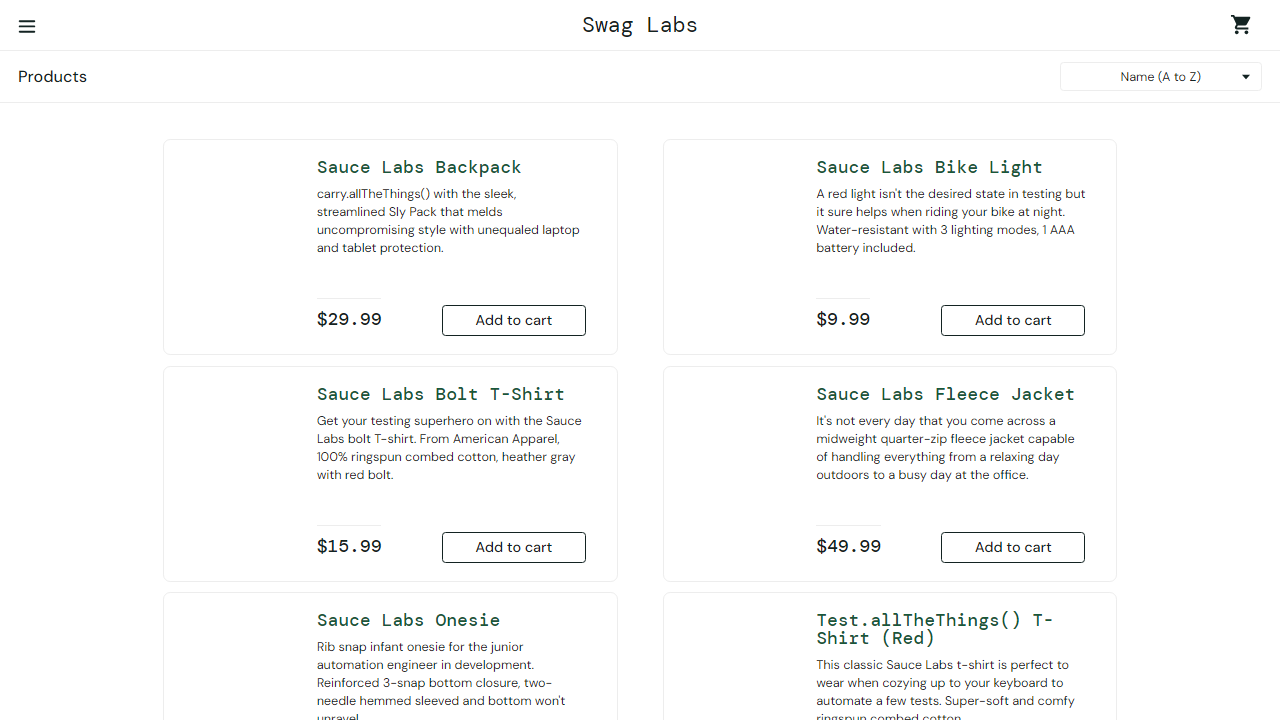 Swag Labs
Products
Name (A to Z)
Sauce Labs Backpack
carry.allTheThings() with the sleek,
streamlined Sly Pack that melds
uncompromising style with unequaled laptop
and tablet protection.
$29.99
Add to cart
Sauce Labs Bike Light
A red light isn't the desired state in testing but
it sure helps when riding your bike at night.
Water-resistant with 3 lighting modes, 1 AAA
battery included.
$9.99
Add to cart
Sauce Labs Bolt T-Shirt
Get your testing superhero on with the Sauce
Labs bolt T-shirt. From American Apparel,
100% ringspun combed cotton, heather gray
with red bolt.
$15.99
Add to cart
Sauce Labs Fleece Jacket
It's not every day that you come across a
midweight quarter-zip fleece jacket capable
of handling everything from a relaxing day
outdoors to a busy day at the office.
$49.99
Add to cart
Sauce Labs Onesie
Rib snap infant onesie for the junior
automation engineer in development.
Reinforced 3-snap bottom closure, two-
needle hemmed sleeved and bottom won't
unravel.
Test.allTheThings() T-
Shirt (Red)
This classic Sauce Labs t-shirt is perfect to
wear when cozying up to your keyboard to
automate a few tests. Super-soft and comfy
ringspun combed cotton.